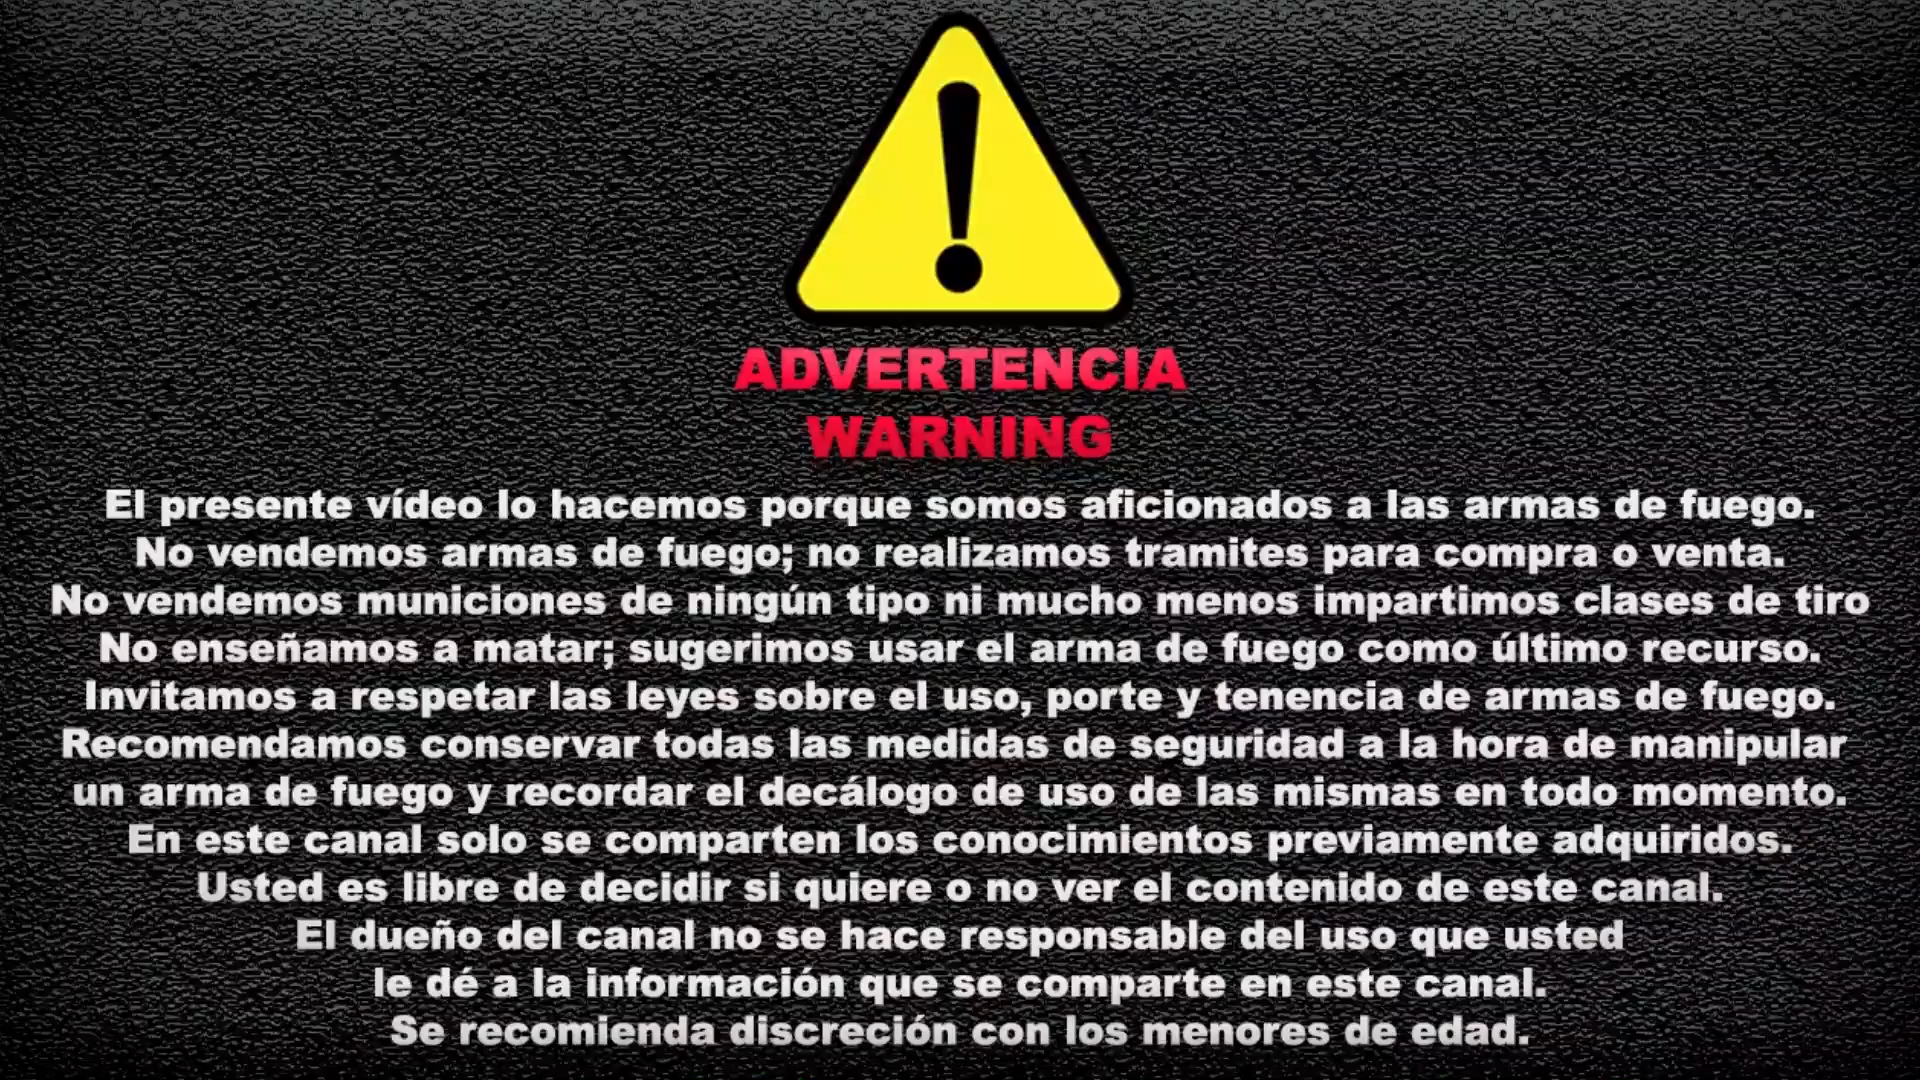 ADVERTENCIA
WARNING
El presente vídeo lo hacemos porque somos aficionados a las armas de fuego.
No vendemos armas de fuego; no realizamos tramites para compra o venta.
No vendemos municiones de ningún tipo ni mucho menos impartimos clases de tiro
No enseñamos a matar; sugerimos usar el arma de fuego como último recurso.
Invitamos a respetar las leyes sobre el uso, porte y tenencia de armas de fuego.
Recomendamos conservar todas las medidas de seguridad a la hora de manipular
un arma de fuego y recordar el decálogo de uso de las mismas en todo momento.
En este canal solo se comparten los conocimientos previamente adquiridos.
Usted es libre de decidir si quiere o no ver el contenido de este canal.
El dueño del canal no se hace responsable del uso que usted
le dé a la información que se comparte en este canal.
Se recomienda discreción con los menores de edad.